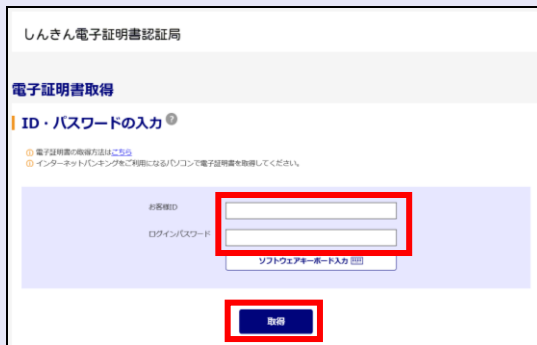 しんきん電子証明書認証局
電子証明書取得
ID・パスワードの入力
電子証明書の取得方法はこちら
インターネットバンキングをご利用になるパソコンで電子証明書を取得してください。
お客様ID
ログインパスワード
ソフトウェアキーボード入力
取得